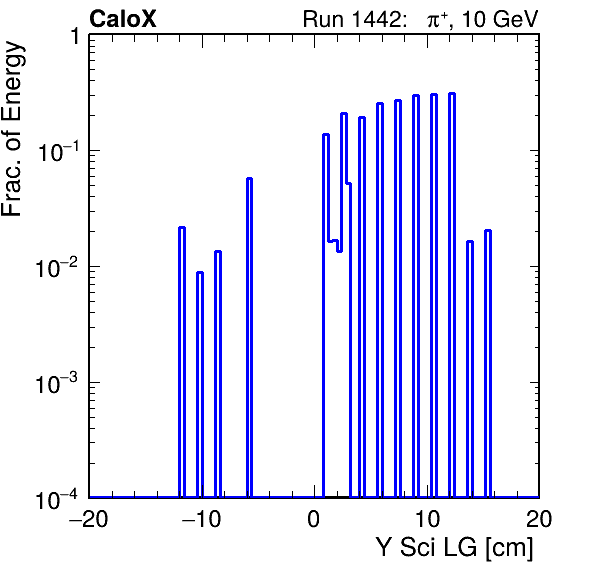 CaloX Run 1442: π⁺, 10 GeV
Frac. of Energy
1
10⁻¹
10⁻²
10⁻³
10⁻⁴
−20 −10 0 10 20
Y Sci LG [cm]